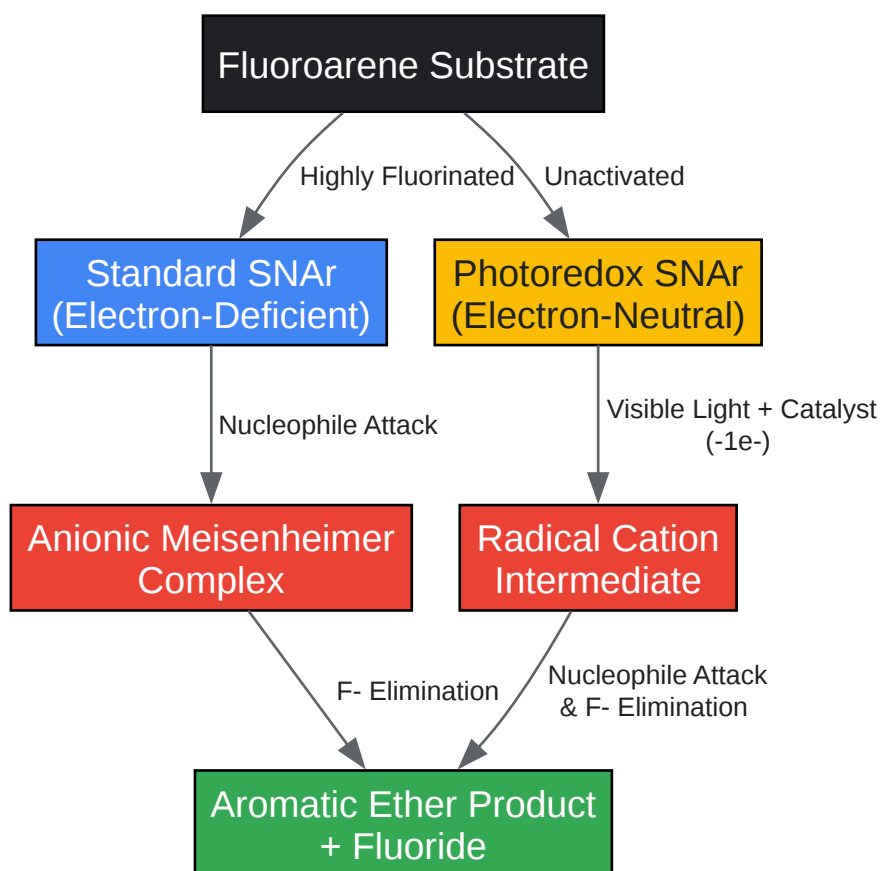 Fluoroarene Substrate
Highly Fluorinated
Unactivated
Standard SNAr
(Electron-Deficient)
Photoredox SNAr
(Electron-Neutral)
Nucleophile Attack
Visible Light + Catalyst
(-1e-)
Anionic Meisenheimer
Complex
Radical Cation
Intermediate
F- Elimination
Nucleophile Attack
& F- Elimination
Aromatic Ether Product
+ Fluoride